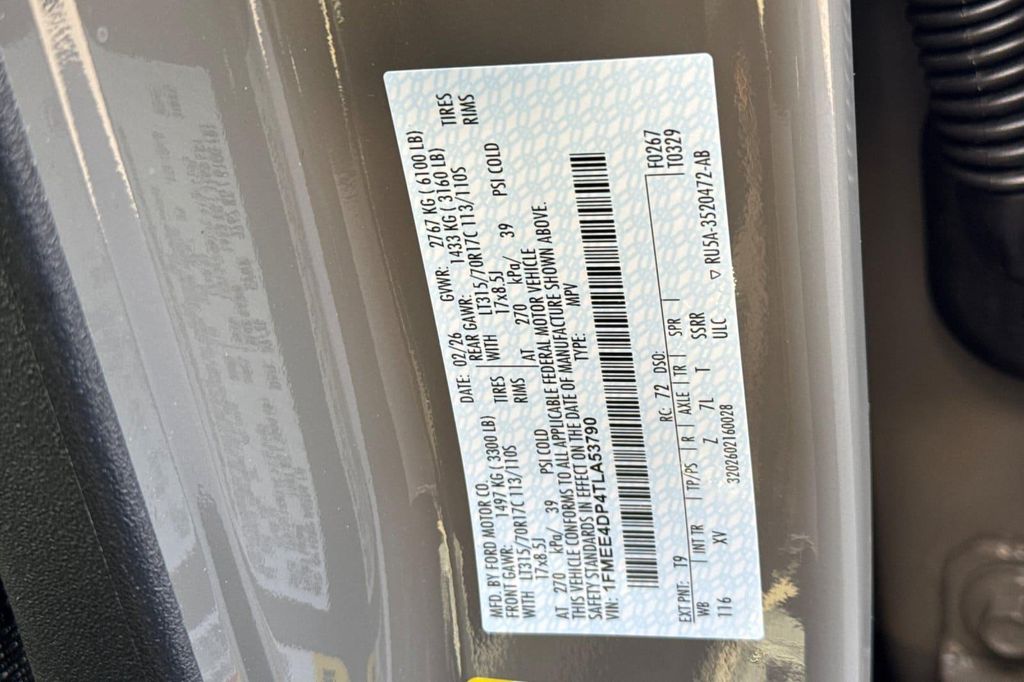 MFD. BY FORD MOTOR CO. DATE: 02/26 GVWR: 2767 KG ( 6100 LB)
FRONT GAWR: 1497 KG ( 3300 LB) REAR GAWR: 1433 KG ( 3160 LB)
WITH LT315/70R17C 113/110S TIRES WITH LT315/70R17C 113/110S TIRES
17x8.5J RIMS 17x8.5J RIMS
AT 270 kPa/ 39 PSI COLD AT 270 kPa/ 39 PSI COLD
THIS VEHICLE CONFORMS TO ALL APPLICABLE FEDERAL MOTOR VEHICLE
SAFETY STANDARDS IN EFFECT ON THE DATE OF MANUFACTURE SHOWN ABOVE.
VIN: 1FMEE4DP4TLA53790 TYPE: MPV
EXT PNT: T9 RC: 72 DSO: F0267
WB INT TR TP/PS R AXLE TR SPR T0329
116 XV Z 7L T SSRR
ULC ▽ RU5A-3520472-AB
3202602160028